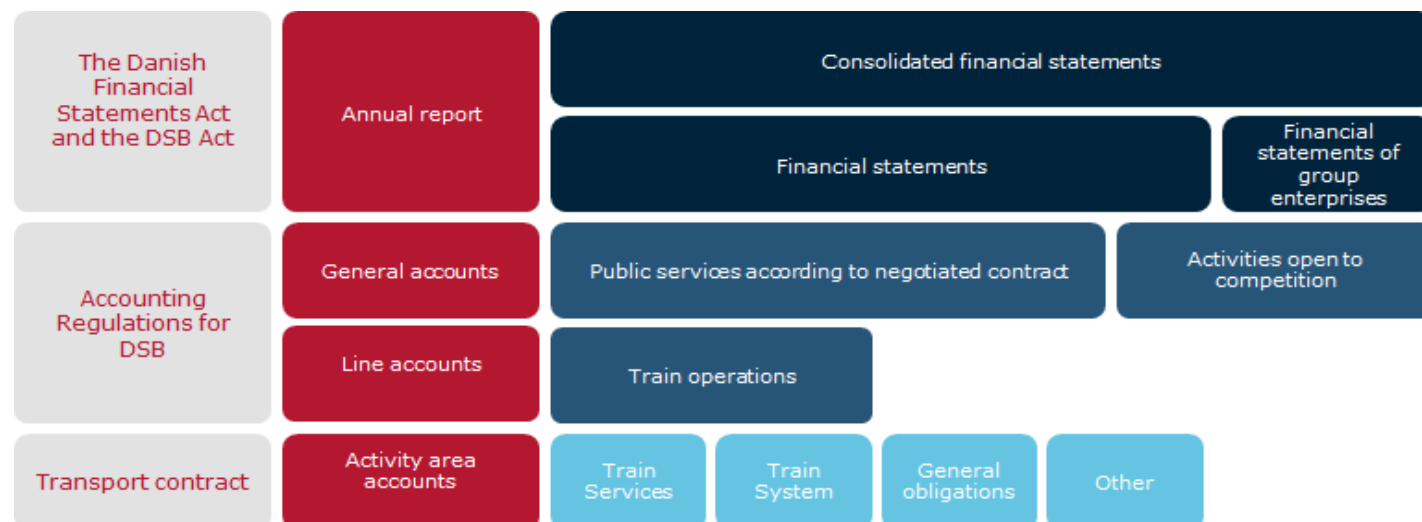 The Danish
Financial
Statements Act
and the DSB Act
Annual report
Consolidated financial statements
Financial statements
Financial
statements of
group
enterprises
Accounting
Regulations for
DSB
General accounts
Public services according to negotiated contract
Activities open to
competition
Line accounts
Train operations
Transport contract
Activity area
accounts
Train
Services
Train
System
General
obligations
Other